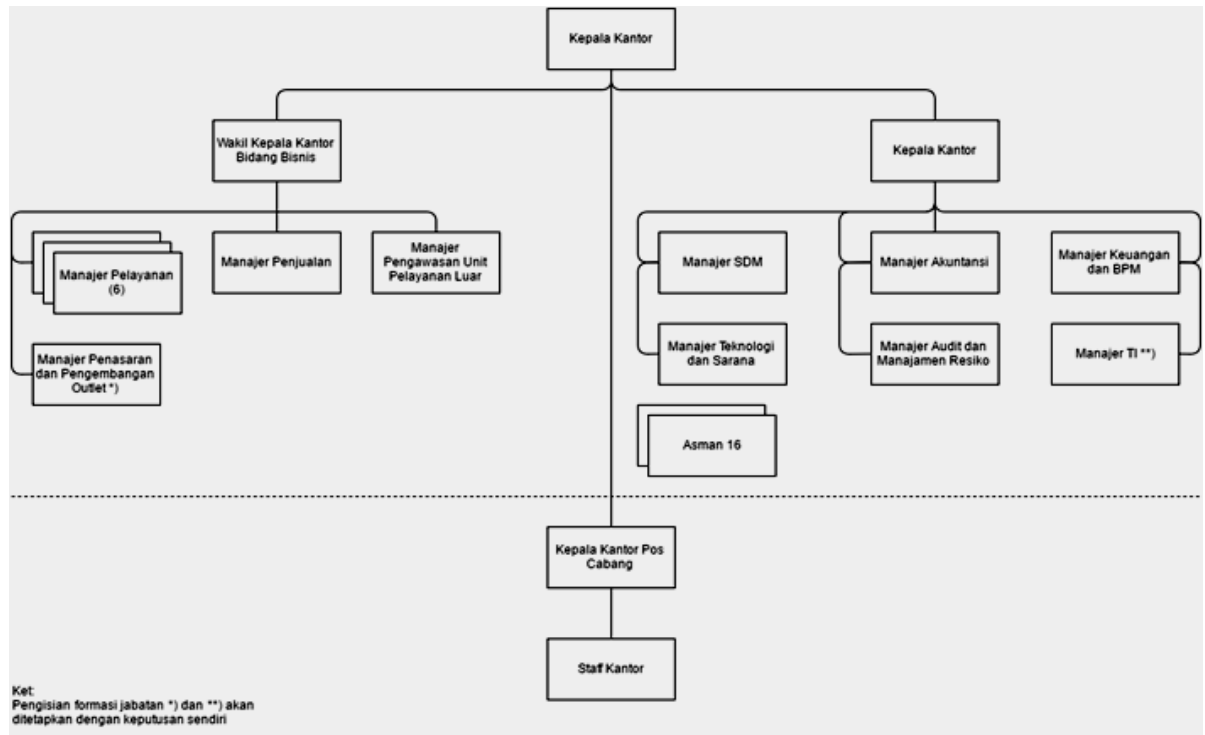 Kepala Kantor
Wakil Kepala Kantor
Bidang Bisnis
Kepala Kantor
Manajer Pelayanan
(6)
Manajer Penjualan
Manajer
Pengawasan Unit
Pelayanan Luar
Manajer SDM
Manajer Akuntansi
Manajer Keuangan
dan BPM
Manajer Penasaran
dan Pengembangan
Outlet *)
Manajer Teknologi
dan Sarana
Manajer Audit dan
Manajamen Resiko
Manajer TI **)
Asman 16
Kepala Kantor Pos
Cabang
Staff Kantor
Ket:
Pengisian formasi jabatan *) dan **) akan
ditetapkan dengan keputusan sendiri